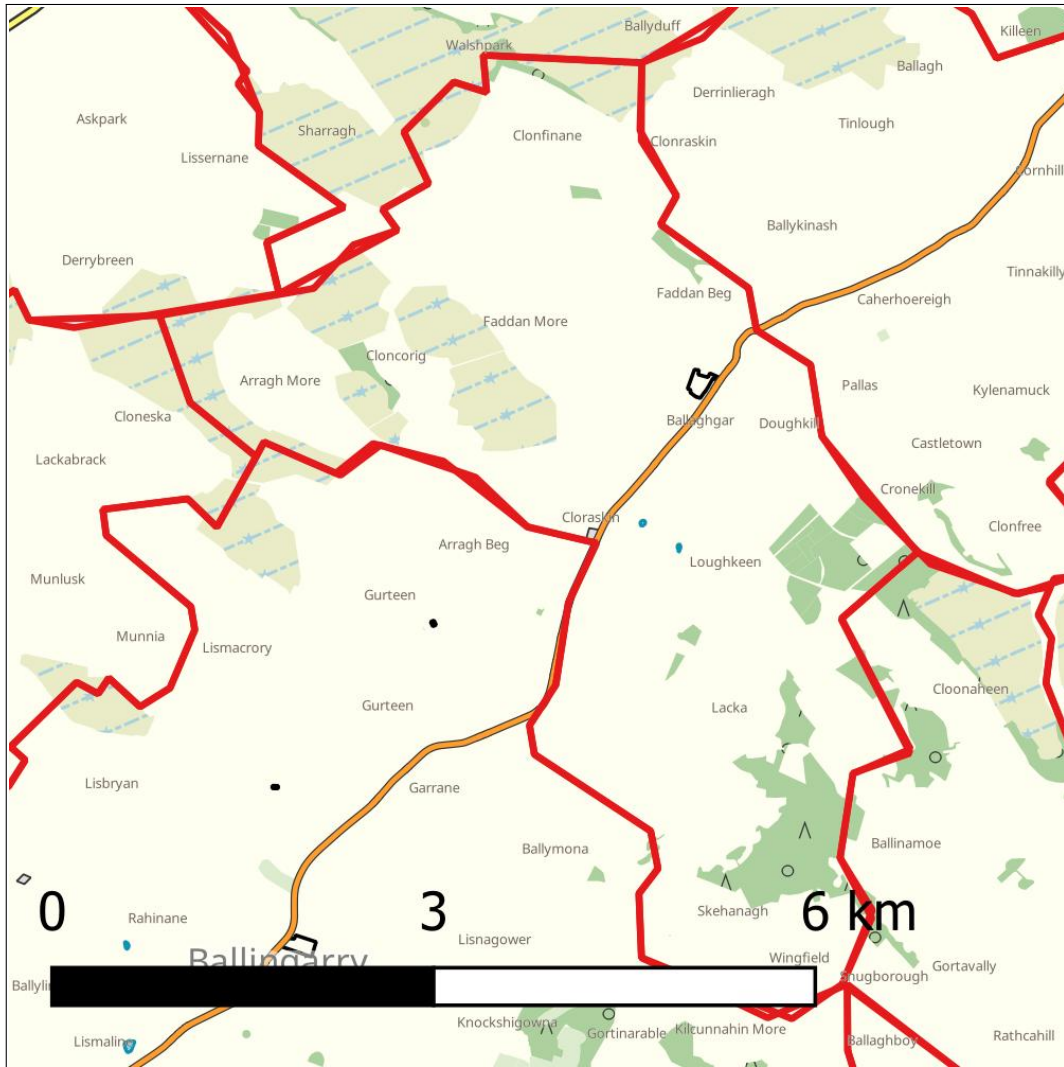 Ballyduff
Killeen
Walshpark
Ballagh
Derrinlieragh
Askpark
Tinlough
Sharragh
Clonfinane
Clonraskin
Lissernane
Cornhill
Ballykinash
Derrybreen
Tinnakilly
Faddan Beg
Caherhoereigh
Faddan More
Cloncorig
Arragh More
Pallas
Kylenamuck
Cloneska
Ballaghgar
Doughkill
Castletown
Lackabrack
Cronekill
Cloraskin
Clonfree
Arragh Beg
Loughkeen
Munlusk
Gurteen
Munnia
Lismacrory
Cloonaheen
Gurteen
Lacka
Lisbryan
Garrane
Ballymona
Ballinamoe
0 3 6 km
Skehanagh
Rahinane
Lisnagower
Wingfield
Ballingarry
Gortavally
Snugborough
Knockshigowna
Gortinarable
Kilcunnahin More
Lismaline
Ballaghboy
Rathcahill